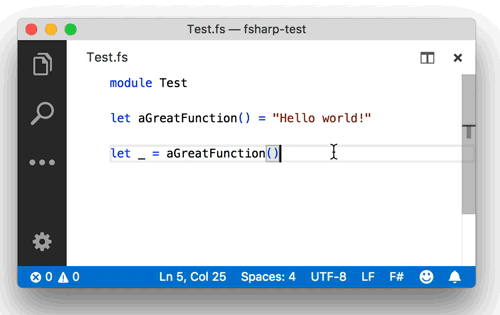 Test.fs — fsharp-test
Test.fs
module Test
let aGreatFunction() = "Hello world!"
let _ = aGreatFunction()
0 0 Ln 5, Col 25 Spaces: 4 UTF-8 LF F#